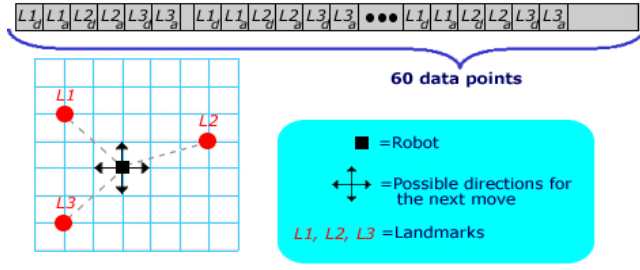 L1d L1a L2d L2a L3d L3a L1d L1a L2d L2a L3d L3a ●●● L1d L1a L2d L2a L3d L3a
60 data points
L1
L2
L3
=Robot
=Possible directions for
the next move
L1, L2, L3 =Landmarks